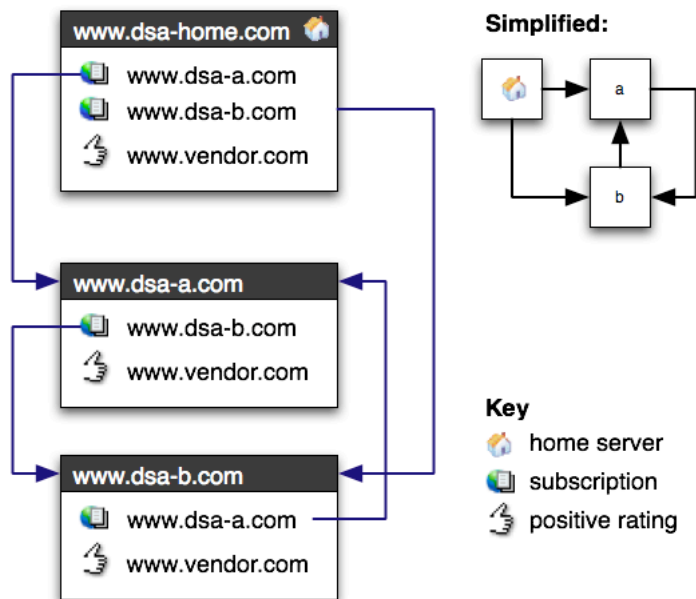 www.dsa-home.com
www.dsa-a.com
www.dsa-b.com
www.vendor.com
www.dsa-a.com
www.dsa-b.com
www.vendor.com
www.dsa-b.com
www.dsa-a.com
www.vendor.com
Simplified:
a
b
Key
home server
subscription
positive rating